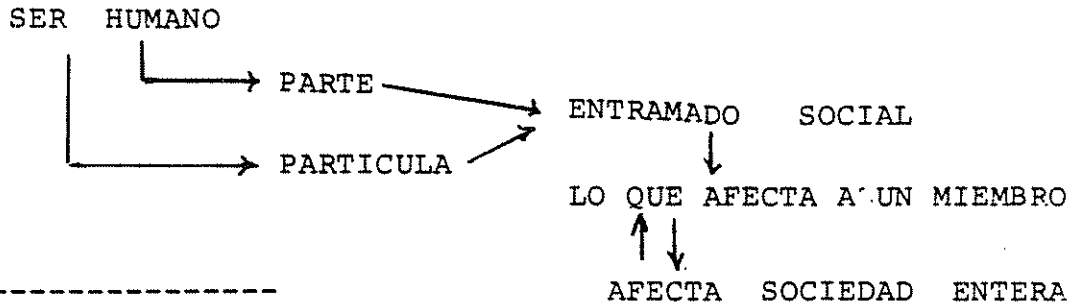 SER HUMANO
PARTE
ENTRAMADO SOCIAL
PARTICULA
LO QUE AFECTA A UN MIEMBRO
AFECTA SOCIEDAD ENTERA